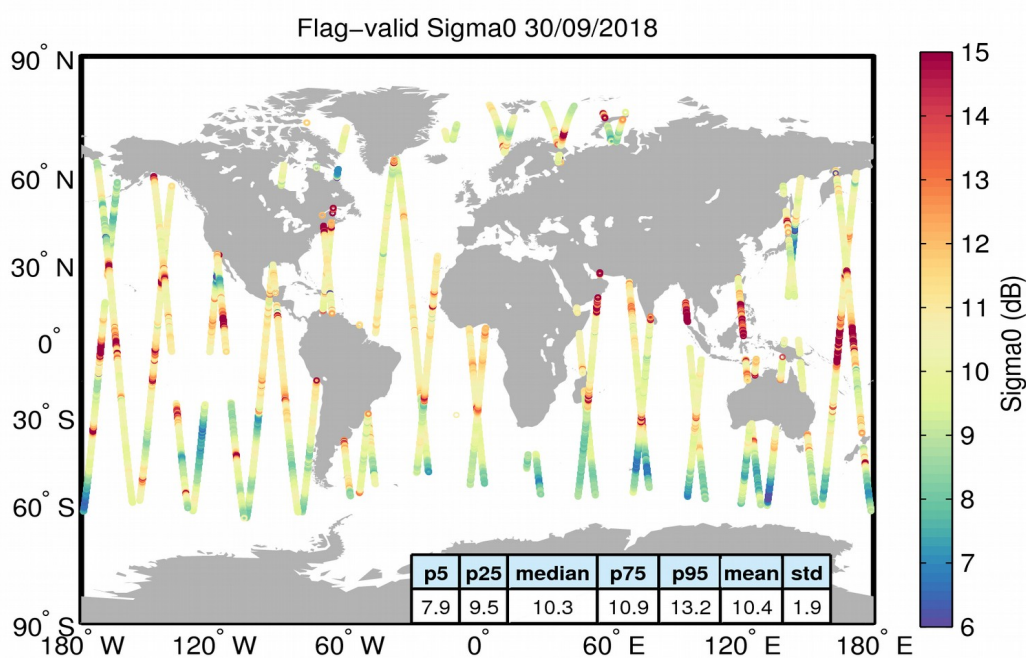 Flag−valid Sigma0 30/09/2018
90° N
60° N
30° N
0°
30° S
60° S
90° S
180° W
120° W
60° W
0°
60° E
120° E
180° E
p5 p25 median p75 p95 mean std
7.9 9.5 10.3 10.9 13.2 10.4 1.9
15
14
13
12
11
10
9
8
7
6
Sigma0 (dB)